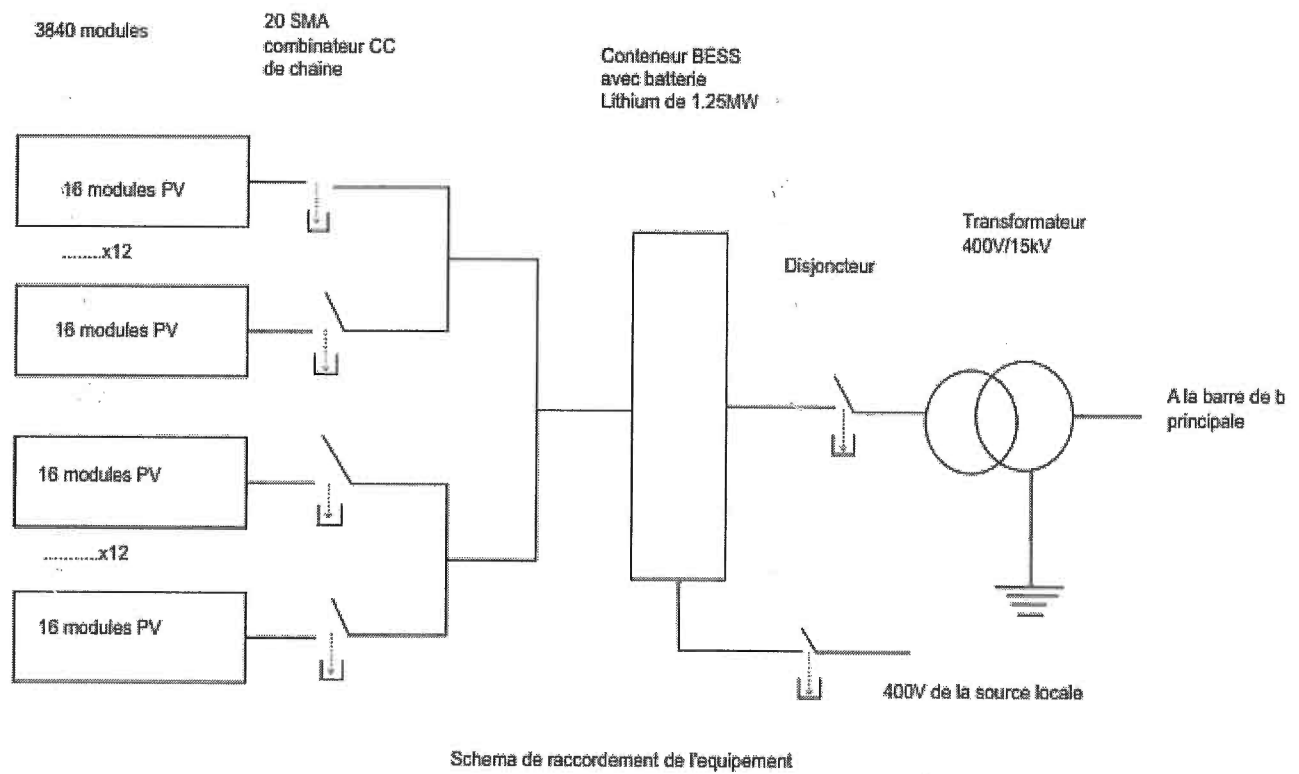 3840 modules
20 SMA
combinateur CC
de chaine
Conteneur BESS
avec batterie
Lithium de 1.25MW
16 modules PV
.........x12
16 modules PV
Disjoncteur
Transformateur
400V/15kV
A la barre de b
principale
16 modules PV
............x12
16 modules PV
400V de la source locale
Schema de raccordement de l'equipement